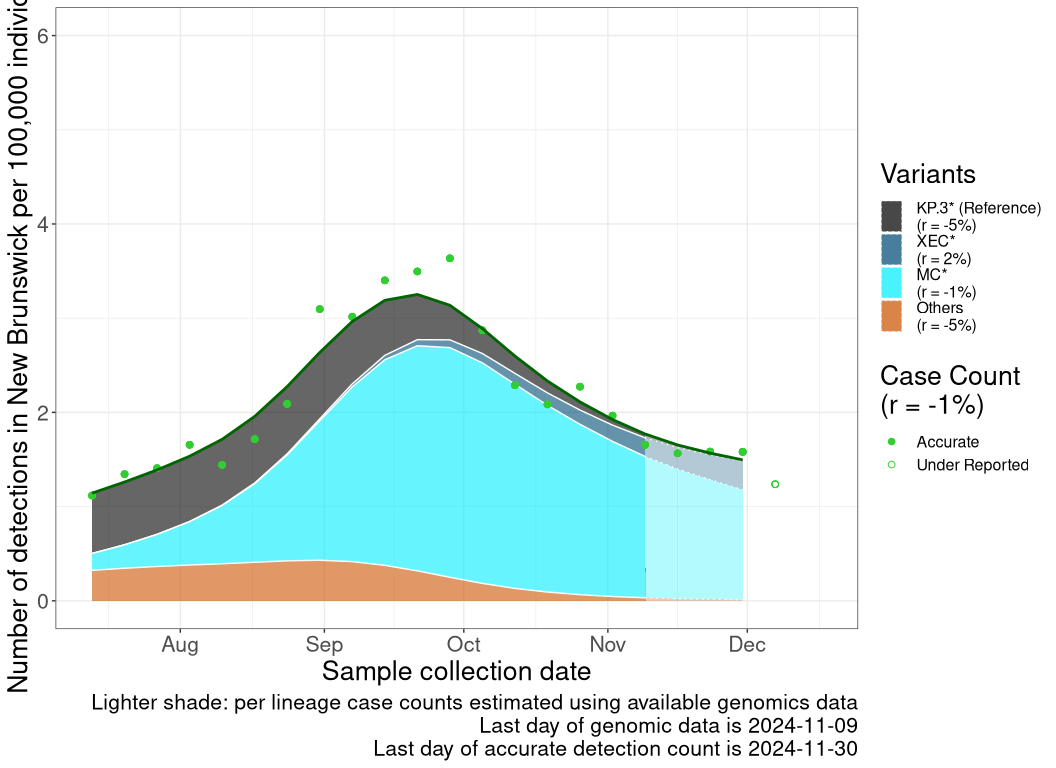 Number of detections in New Brunswick per 100,000
6
4
2
0
Aug Sep Oct Nov Dec
Sample collection date
Lighter shade: per lineage case counts estimated using available genomics data
Last day of genomic data is 2024-11-09
Last day of accurate detection count is 2024-11-30
Variants
KP.3* (Reference)
(r = -5%)
XEC*
(r = 2%)
MC*
(r = -1%)
Others
(r = -5%)
Case Count
(r = -1%)
Accurate
Under Reported